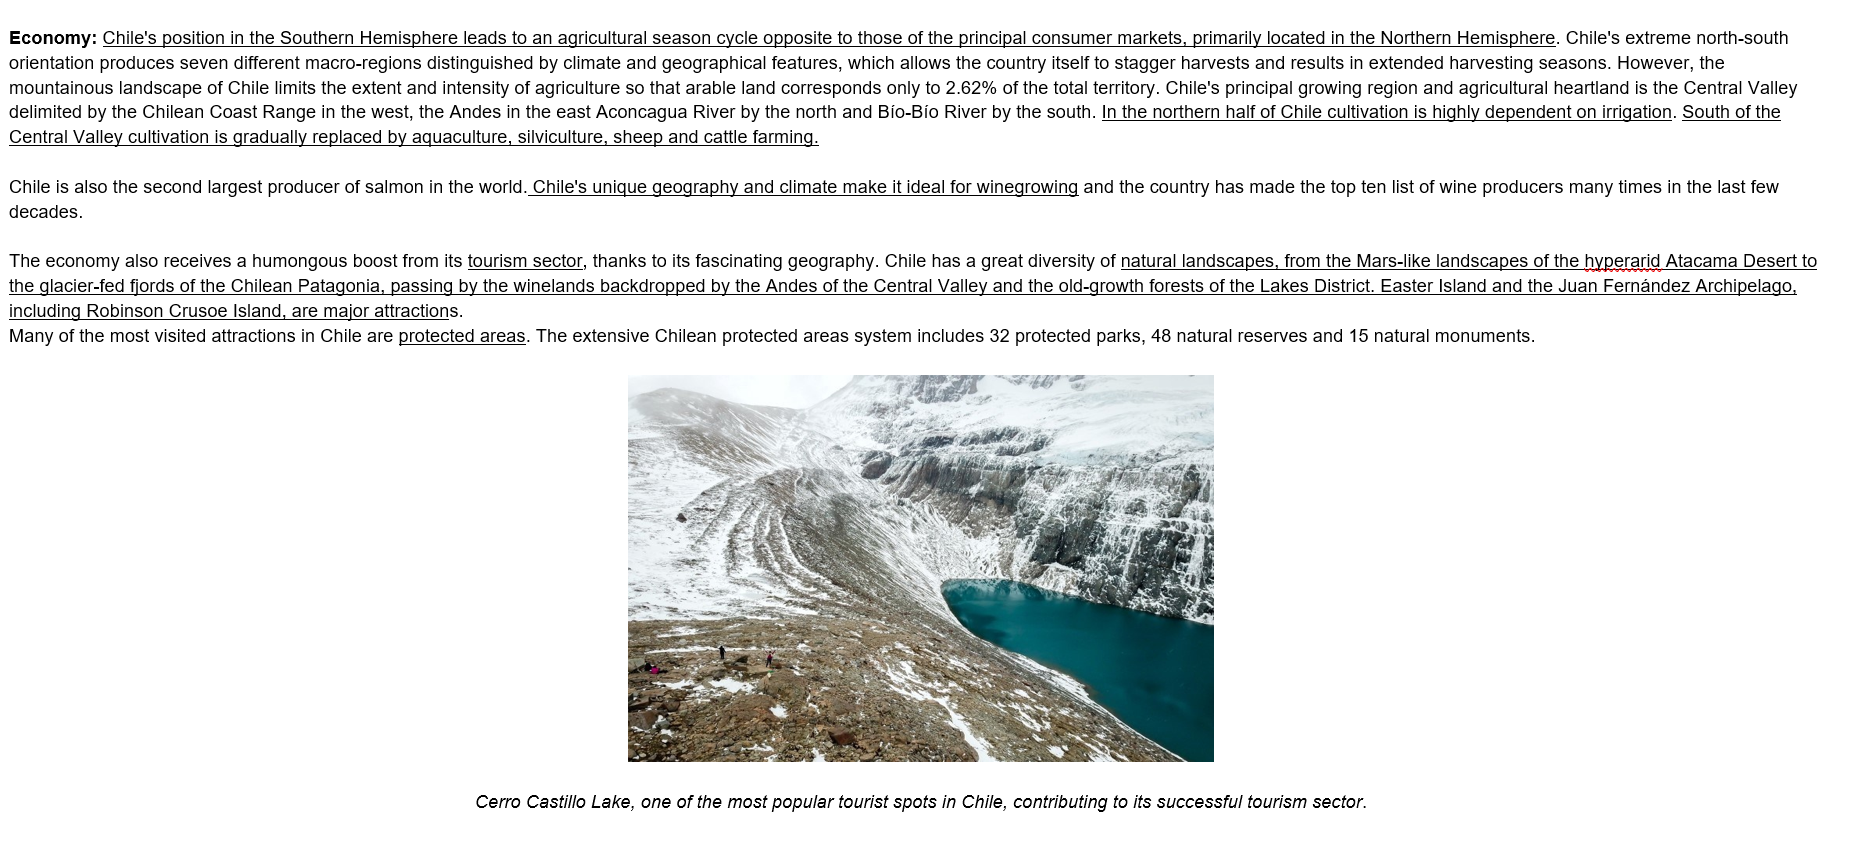 Economy: Chile's position in the Southern Hemisphere leads to an agricultural season cycle opposite to those of the principal consumer markets, primarily located in the Northern Hemisphere. Chile's extreme north-south
orientation produces seven different macro-regions distinguished by climate and geographical features, which allows the country itself to stagger harvests and results in extended harvesting seasons. However, the
mountainous landscape of Chile limits the extent and intensity of agriculture so that arable land corresponds only to 2.62% of the total territory. Chile's principal growing region and agricultural heartland is the Central Valley
delimited by the Chilean Coast Range in the west, the Andes in the east Aconcagua River by the north and Bío-Bío River by the south. In the northern half of Chile cultivation is highly dependent on irrigation. South of the
Central Valley cultivation is gradually replaced by aquaculture, silviculture, sheep and cattle farming.
Chile is also the second largest producer of salmon in the world. Chile's unique geography and climate make it ideal for winegrowing and the country has made the top ten list of wine producers many times in the last few
decades.
The economy also receives a humongous boost from its tourism sector, thanks to its fascinating geography. Chile has a great diversity of natural landscapes, from the Mars-like landscapes of the hyperarid Atacama Desert to
the glacier-fed fjords of the Chilean Patagonia, passing by the winelands backdropped by the Andes of the Central Valley and the old-growth forests of the Lakes District. Easter Island and the Juan Fernández Archipelago,
including Robinson Crusoe Island, are major attractions.
Many of the most visited attractions in Chile are protected areas. The extensive Chilean protected areas system includes 32 protected parks, 48 natural reserves and 15 natural monuments.
Cerro Castillo Lake, one of the most popular tourist spots in Chile, contributing to its successful tourism sector.